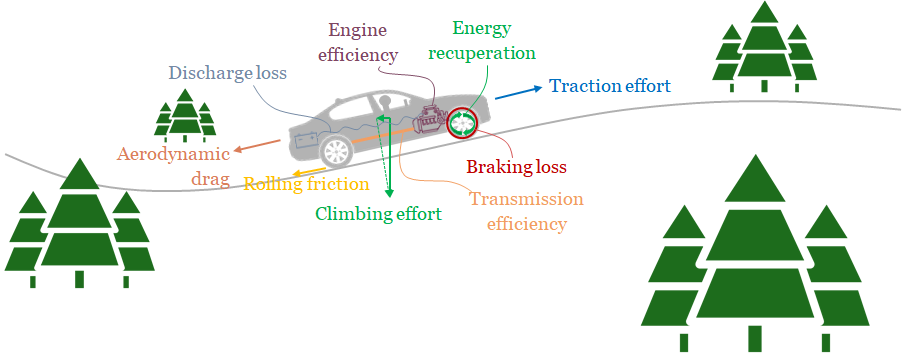 Engine
efficiency
Energy
recuperation
Discharge loss
Traction effort
Aerodynamic
drag
Rolling friction
Braking loss
Climbing effort
Transmission
efficiency